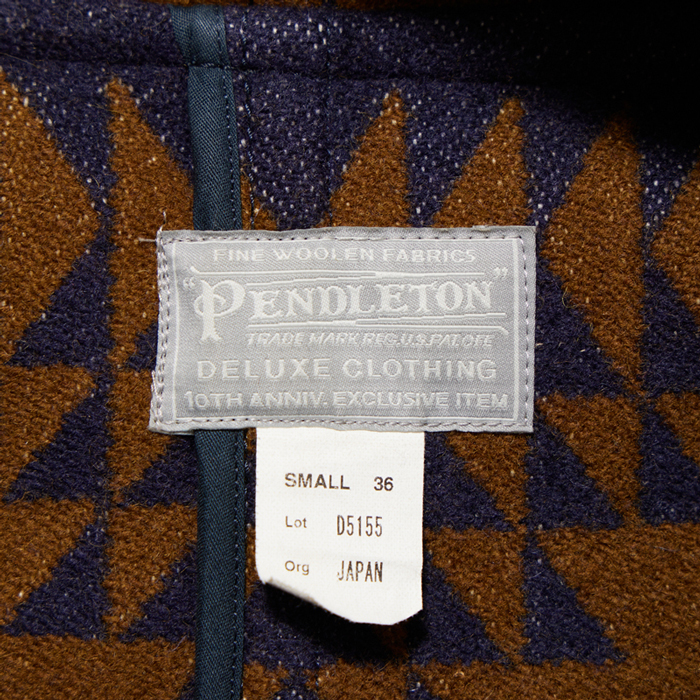 FINE WOOLEN FABRICS
"PENDLETON"
TRADE MARK REG. U.S. PAT. OFF.
DELUXE CLOTHING
10TH ANNIV. EXCLUSIVE ITEM
SMALL 36
Lot D5155
Org JAPAN